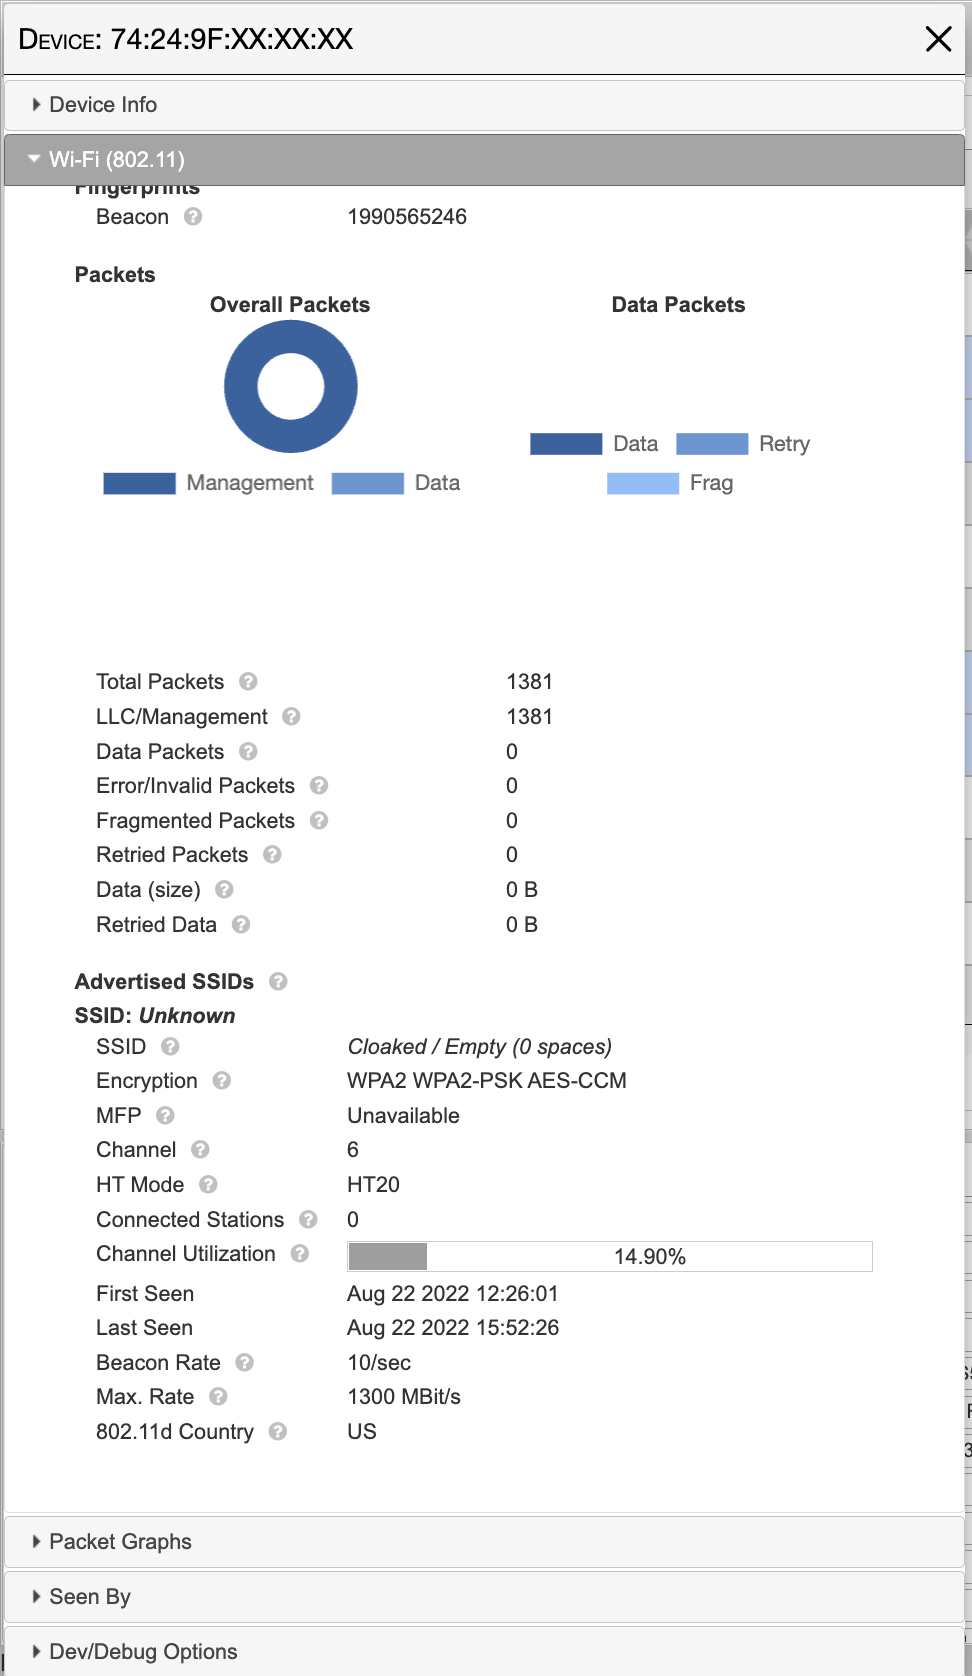 DEVICE: 74:24:9F:XX:XX:XX
Device Info
Wi-Fi (802.11)
Fingerprints
Beacon 1990565246
Packets
Overall Packets Data Packets
Data Retry
Management Data Frag
Total Packets 1381
LLC/Management 1381
Data Packets 0
Error/Invalid Packets 0
Fragmented Packets 0
Retried Packets 0
Data (size) 0 B
Retried Data 0 B
Advertised SSIDs
SSID: Unknown
SSID Cloaked / Empty (0 spaces)
Encryption WPA2 WPA2-PSK AES-CCM
MFP Unavailable
Channel 6
HT Mode HT20
Connected Stations 0
Channel Utilization 14.90%
First Seen Aug 22 2022 12:26:01
Last Seen Aug 22 2022 15:52:26
Beacon Rate 10/sec
Max. Rate 1300 MBit/s
802.11d Country US
Packet Graphs
Seen By
Dev/Debug Options